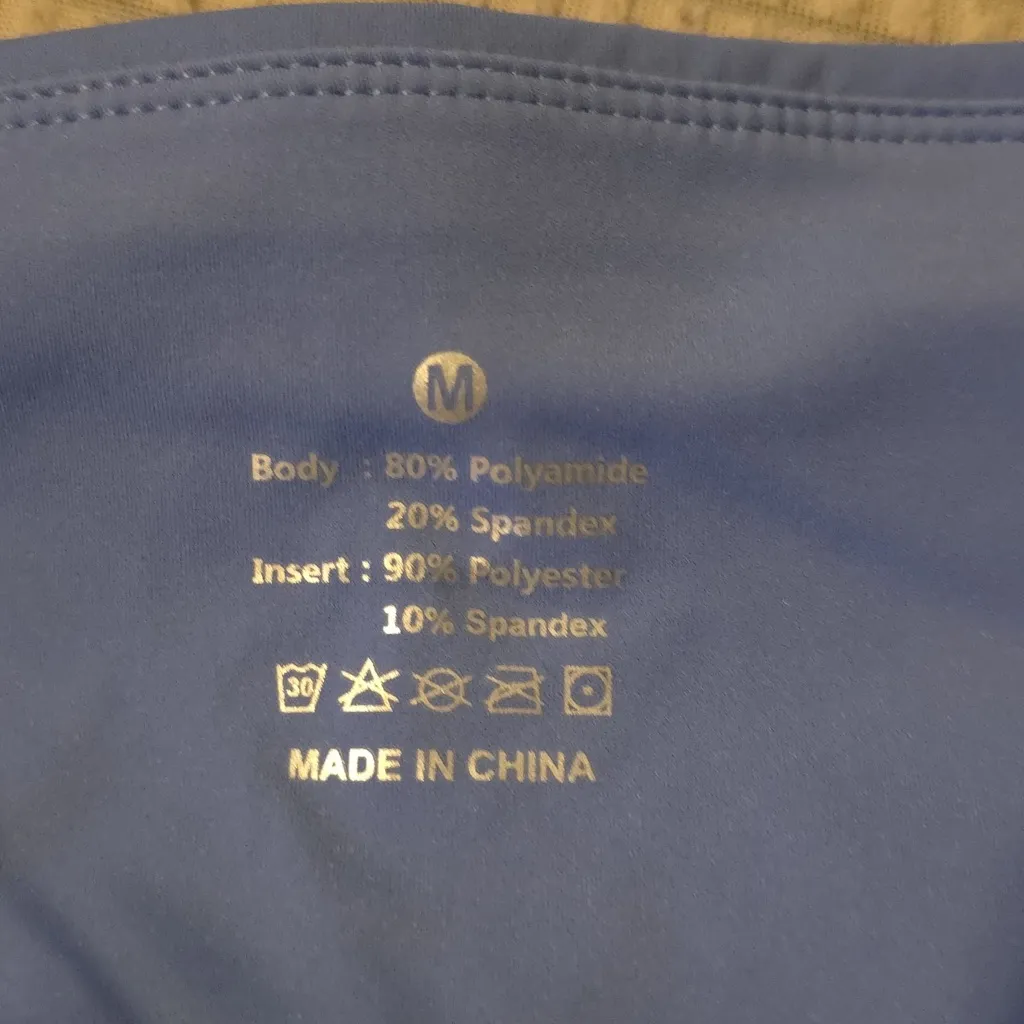 M
Body : 80% Polyamide
20% Spandex
Insert : 90% Polyester
10% Spandex
30
MADE IN CHINA